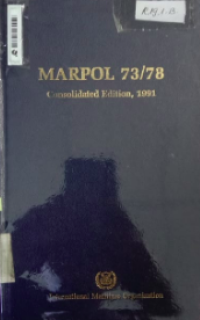 MARPOL 73/78
Consolidated Edition, 1991
International Maritime Organization